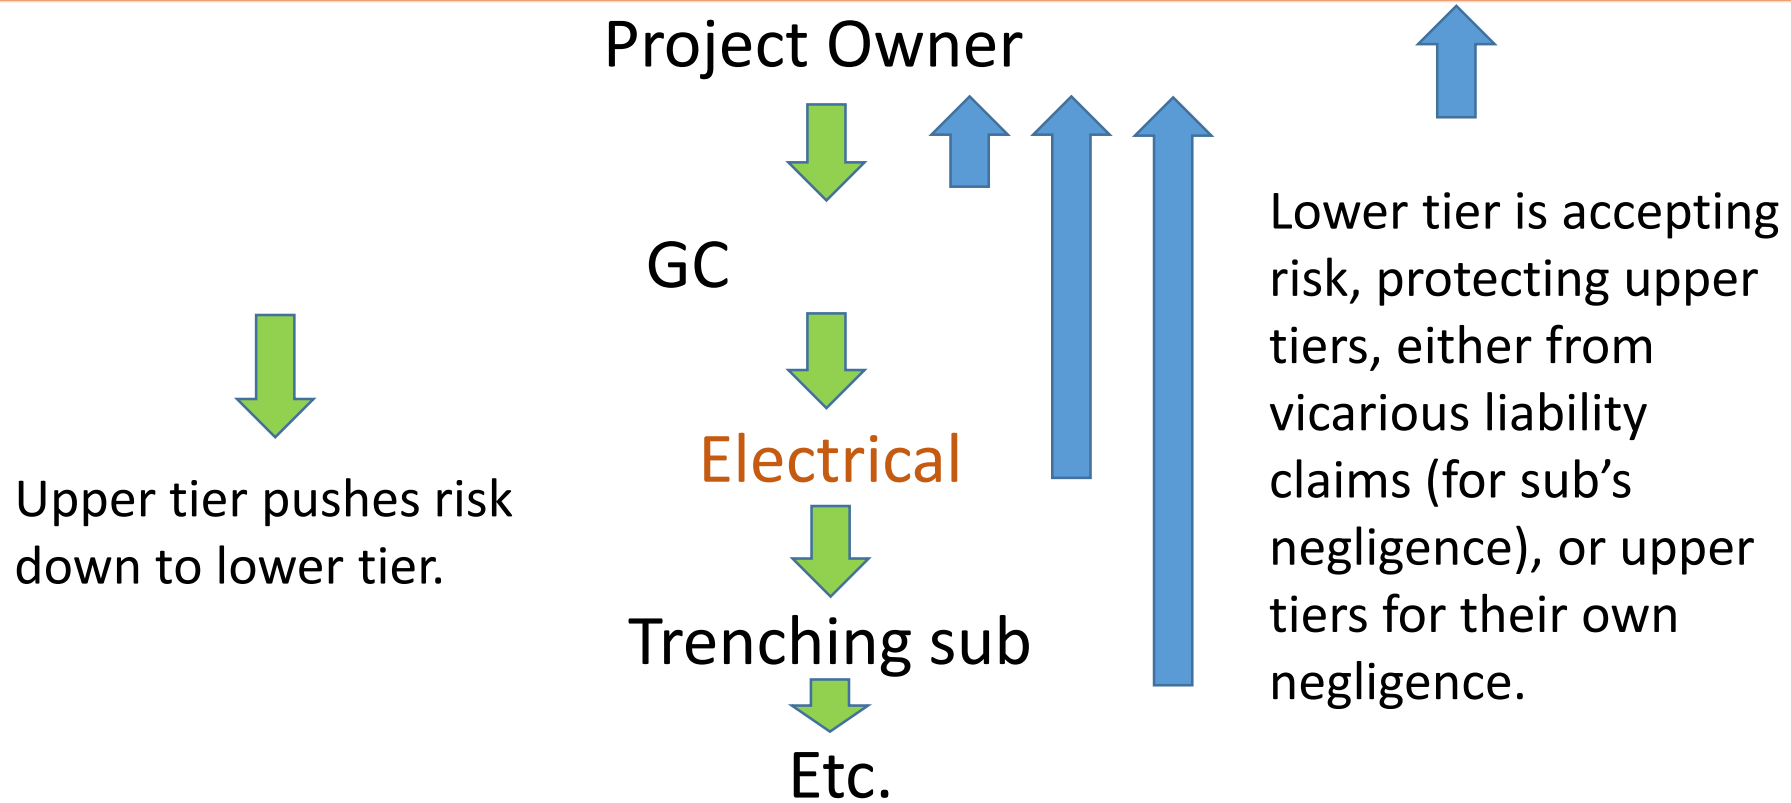 Project Owner
GC
Electrical
Trenching sub
Etc.
Upper tier pushes risk
down to lower tier.
Lower tier is accepting
risk, protecting upper
tiers, either from
vicarious liability
claims (for sub’s
negligence), or upper
tiers for their own
negligence.